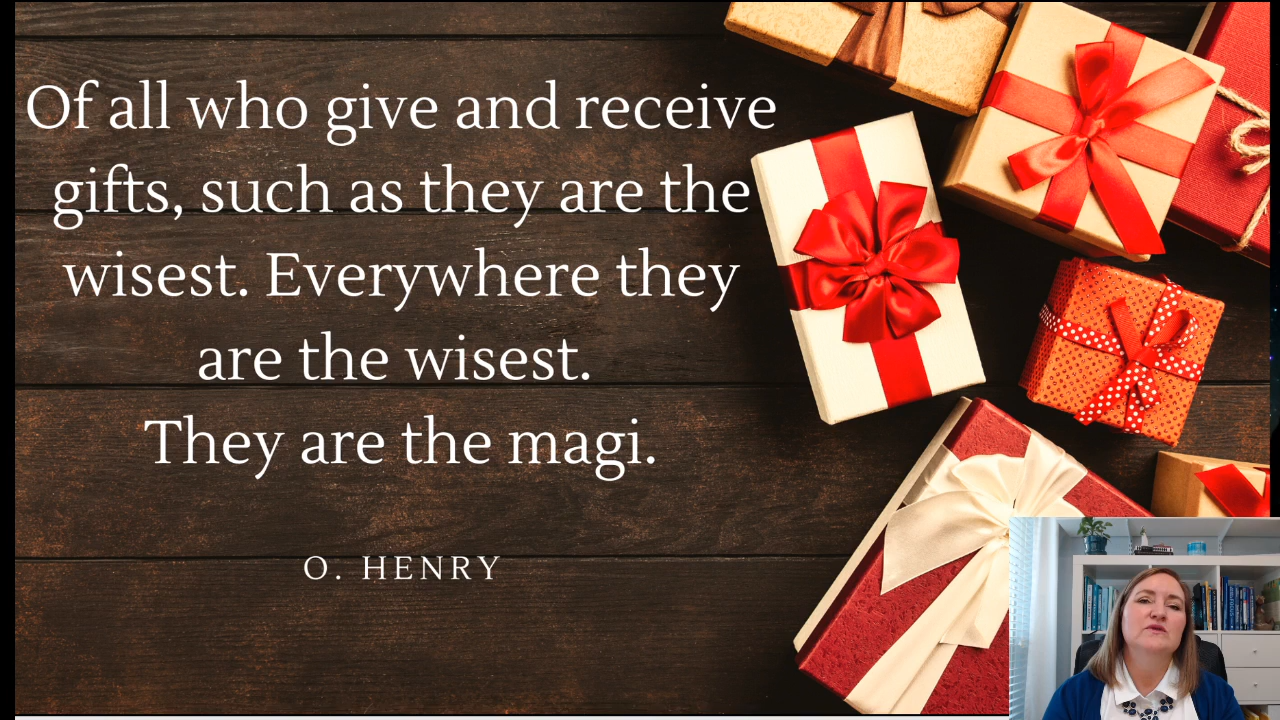 Of all who give and receive
gifts, such as they are the
wisest. Everywhere they
are the wisest.
They are the magi.
O. HENRY